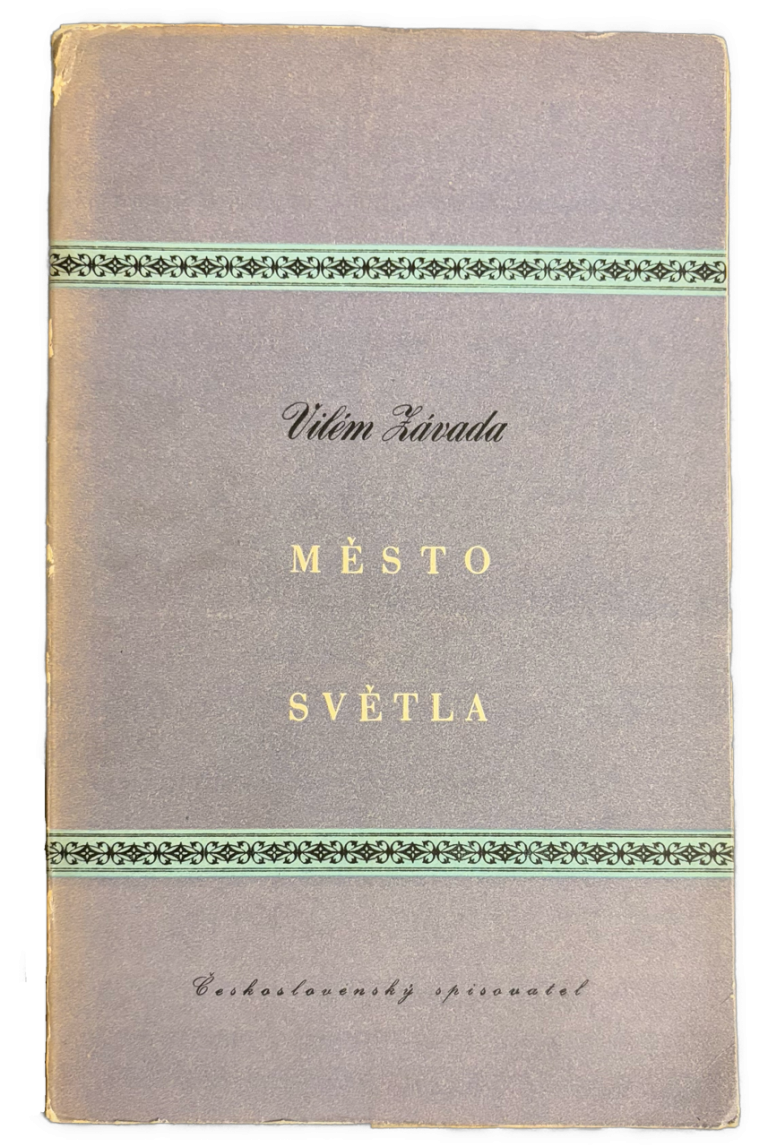 Vilém Závada
MĚSTO
SVĚTLA
Československý spisovatel